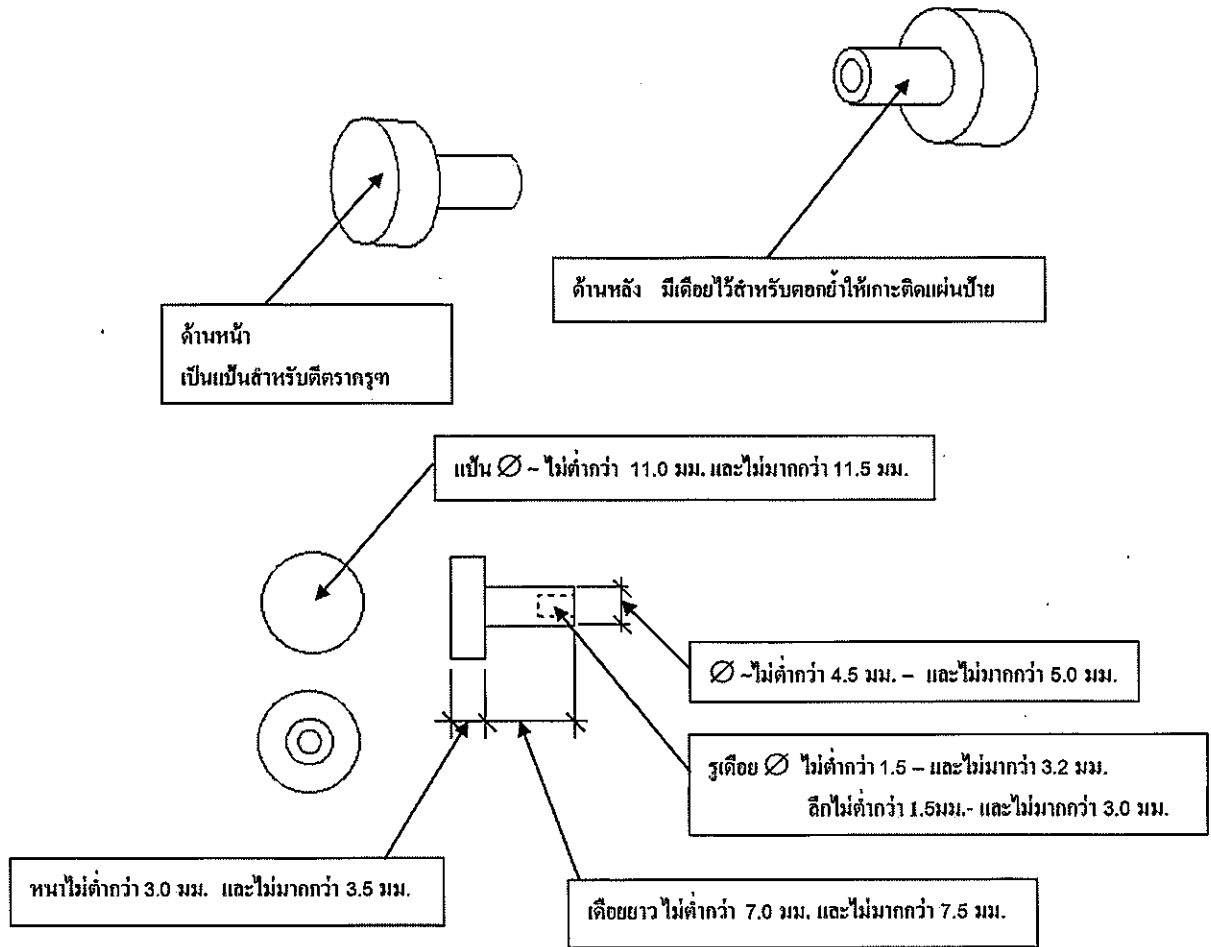 ด้านหลัง มีเดือยไว้สำหรับตอกย้ำให้เกาะติดแผ่นป้าย
ด้านหน้า
เป็นแป้นสำหรับตีตราครุฑ
แป้น ∅ ~ ไม่ต่ำกว่า 11.0 มม. และไม่มากกว่า 11.5 มม.
∅ ~ไม่ต่ำกว่า 4.5 มม. – และไม่มากกว่า 5.0 มม.
รูเดือย ∅ ไม่ต่ำกว่า 1.5 – และไม่มากว่า 3.2 มม.
ลึกไม่ต่ำกว่า 1.5มม.- และไม่มากกว่า 3.0 มม.
หนาไม่ต่ำกว่า 3.0 มม. และไม่มากกว่า 3.5 มม.
เดือยยาว ไม่ต่ำกว่า 7.0 มม. และไม่มากกว่า 7.5 มม.